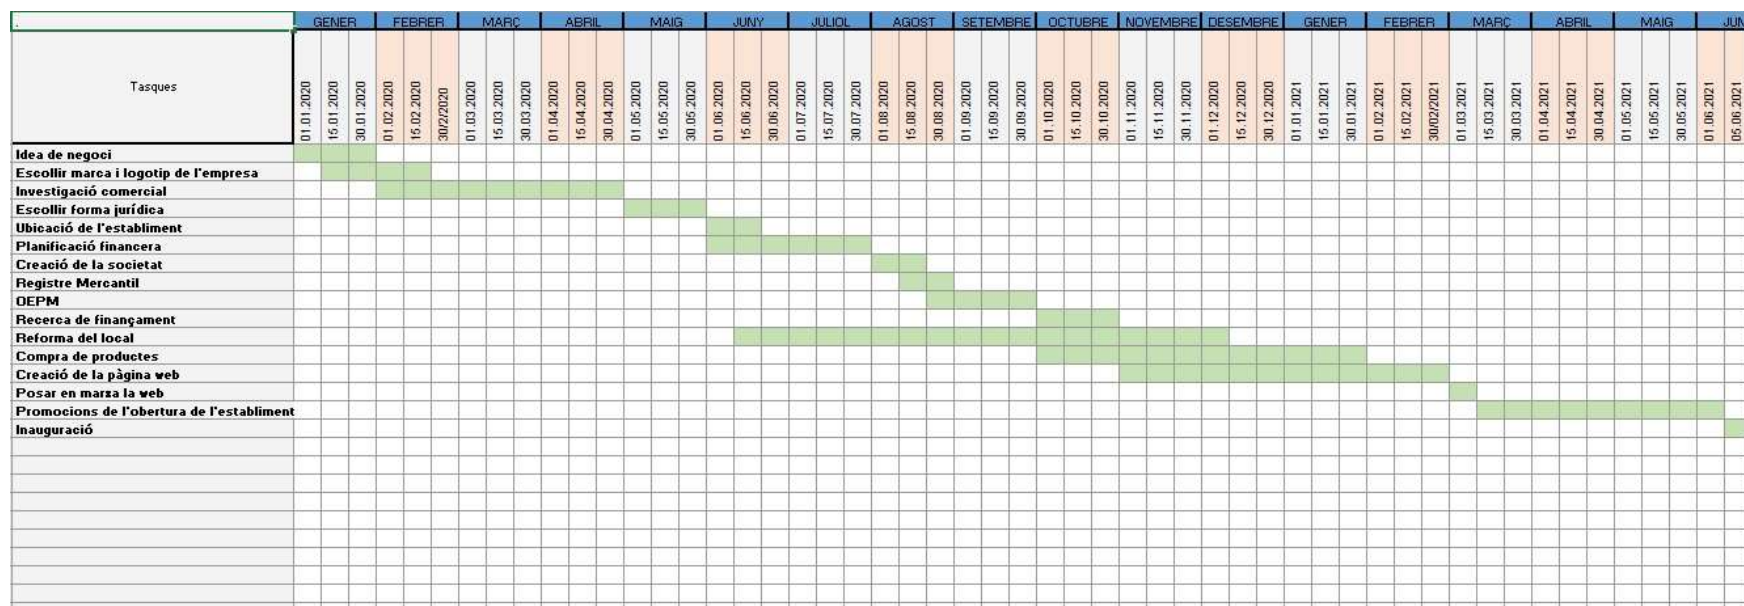 .
GENER FEBRER MARÇ ABRIL MAIG JUNY JULIOL AGOST SETEMBRE OCTUBRE NOVEMBRE DESEMBRE GENER FEBRER MARÇ ABRIL MAIG JUN
Tasques
01.01.2020 15.01.2020 30.01.2020 01.02.2020 15.02.2020 30/2/2020 01.03.2020 15.03.2020 30.03.2020 01.04.2020 15.04.2020 30.04.2020 01.05.2020 15.05.2020 30.05.2020 01.06.2020 15.06.2020 30.06.2020 01.07.2020 15.07.2020 30.07.2020 01.08.2020 15.08.2020 30.08.2020 01.09.2020 15.09.2020 30.09.2020 01.10.2020 15.10.2020 30.10.2020 01.11.2020 15.11.2020 30.11.2020 01.12.2020 15.12.2020 30.12.2020 01.01.2021 15.01.2021 30.01.2021 01.02.2021 15.02.2021 30/02/2021 01.03.2021 15.03.2021 30.03.2021 01.04.2021 15.04.2021 30.04.2021 01.05.2021 15.05.2021 30.05.2021 01.06.2021 05.06.2021
Idea de negoci
Escollir marca i logotip de l'empresa
Investigació comercial
Escollir forma jurídica
Ubicació de l'establiment
Planificació financera
Creació de la societat
Registre Mercantil
OEPM
Recerca de finançament
Reforma del local
Compra de productes
Creació de la pàgina web
Posar en marxa la web
Promocions de l'obertura de l'establiment
Inauguració